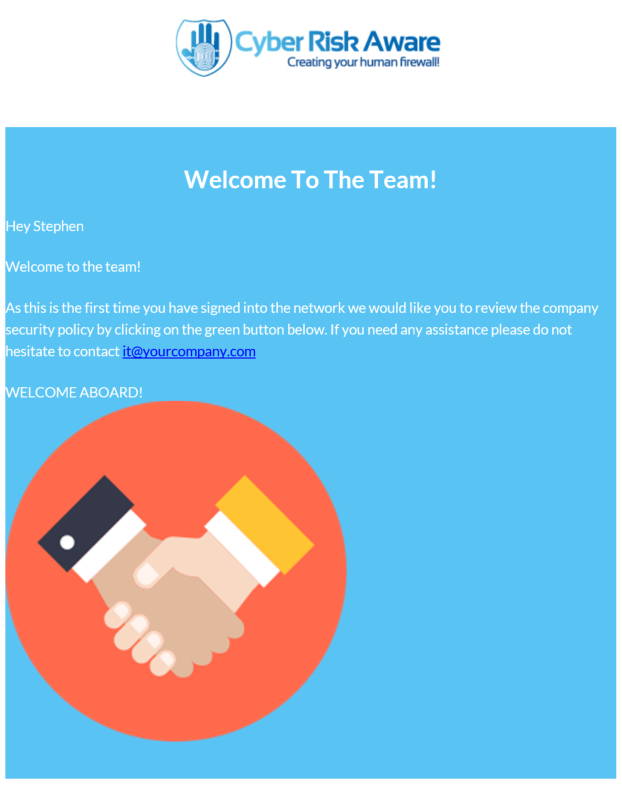 Cyber Risk Aware
Creating your human firewall!
Welcome To The Team!
Hey Stephen
Welcome to the team!
As this is the first time you have signed into the network we would like you to review the company
security policy by clicking on the green button below. If you need any assistance please do not
hesitate to contact it@yourcompany.com
WELCOME ABOARD!